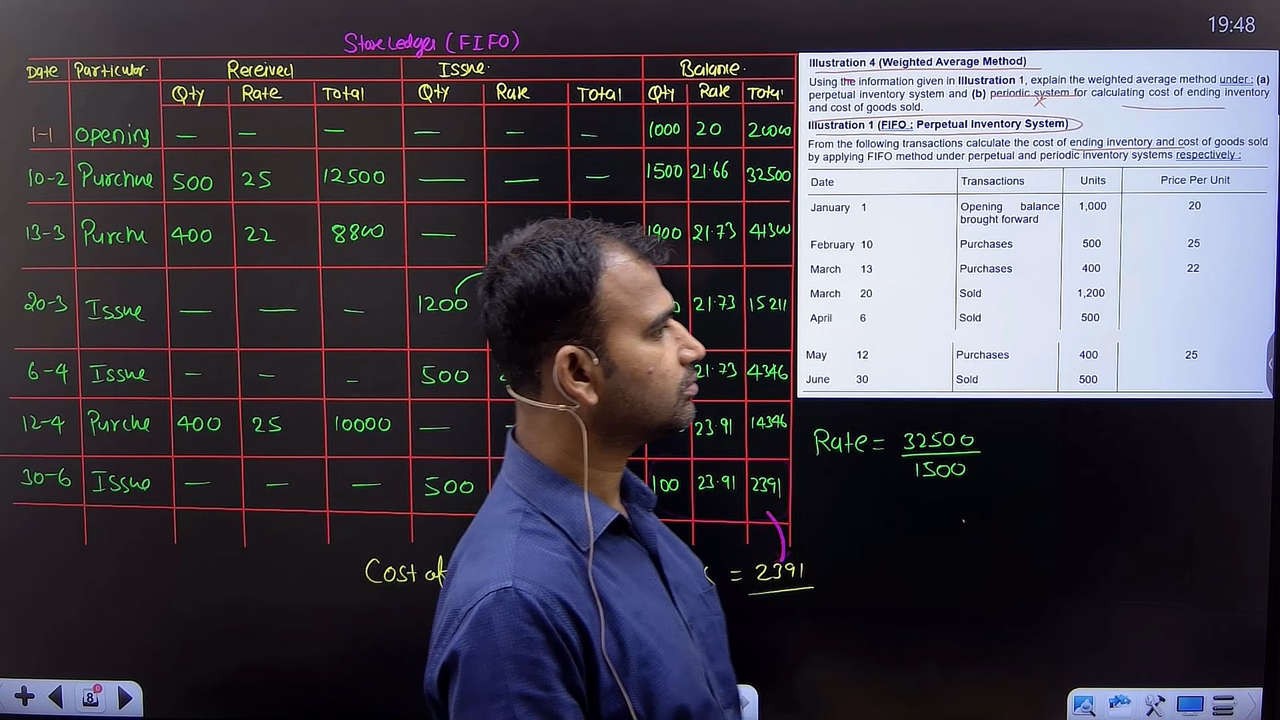 19:48
Store Ledger (FIFO)
Date Particular Received Issue Balance
Qty Rate Total Qty Rate Total Qty Rate Total
1-1 opening — — — — — — 1000 20 20000
10-2 Purchue 500 25 12500 — — — 1500 21.66 32500
13-3 Purche 400 22 8800 — 1900 21.73 41300
20-3 Issue — — — 1200 21.73 15211
6-4 Issue — — — 500 21.73 4346
12-4 Purche 400 25 10000 — 23.91 14346
30-6 Issue — — — 500 100 23.91 2391
Cost of = 2391
Illustration 4 (Weighted Average Method)
Using the information given in Illustration 1, explain the weighted average method under : (a)
perpetual inventory system and (b) periodic system for calculating cost of ending inventory
and cost of goods sold.
Illustration 1 (FIFO : Perpetual Inventory System)
From the following transactions calculate the cost of ending inventory and cost of goods sold
by applying FIFO method under perpetual and periodic inventory systems respectively :
Date Transactions Units Price Per Unit
January 1 Opening balance 1,000 20
brought forward
February 10 Purchases 500 25
March 13 Purchases 400 22
March 20 Sold 1,200
April 6 Sold 500
May 12 Purchases 400 25
June 30 Sold 500
Rate = 32500
1500
8